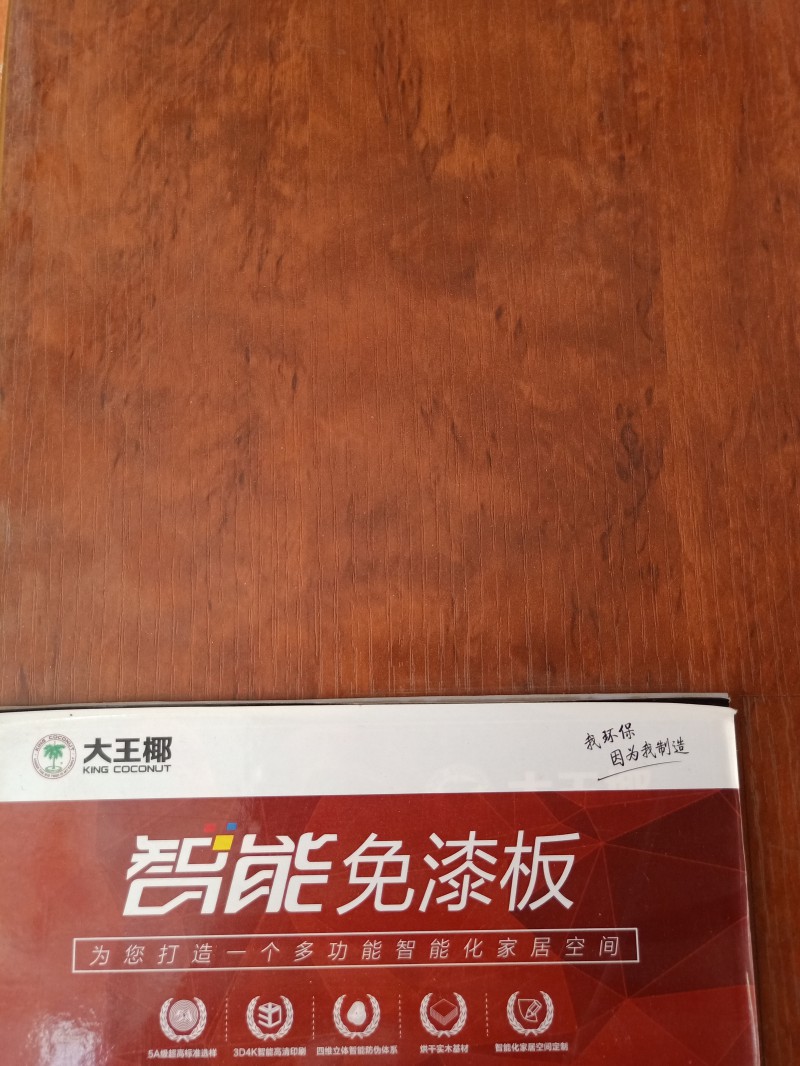 大王椰
KING COCONUT
KING COCONUT
我环保
因为我制造
智能免漆板
为您打造一个多功能智能化家居空间
5A
4
5A级超高标准选样
3D4K智能高清印刷
四维立体智能防伪体系
烘干实木基材
智能化家居空间定制